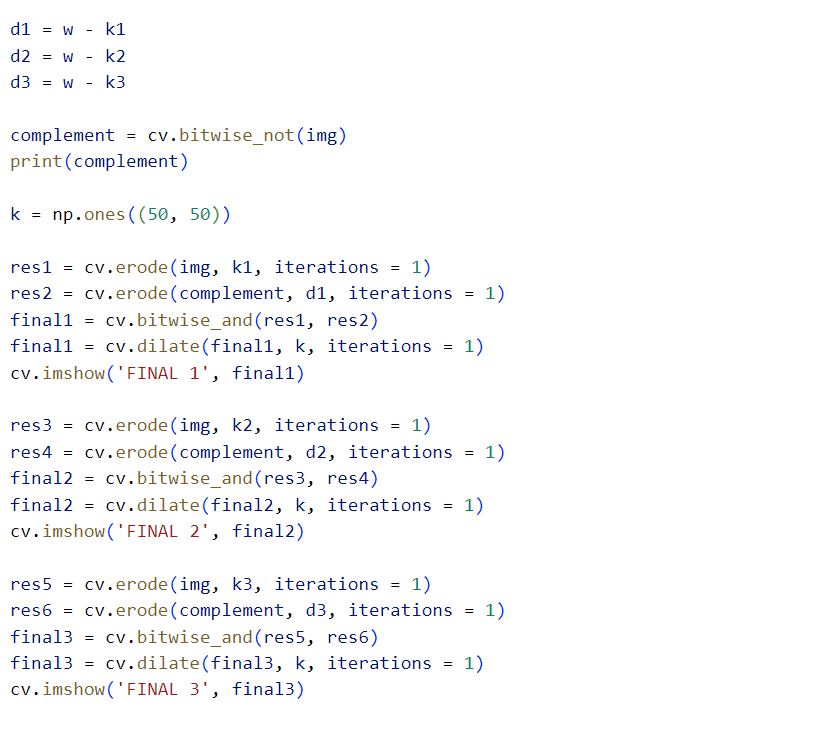 d1 = w - k1
d2 = w - k2
d3 = w - k3
complement = cv.bitwise_not(img)
print(complement)
k = np.ones((50, 50))
res1 = cv.erode(img, k1, iterations = 1)
res2 = cv.erode(complement, d1, iterations = 1)
final1 = cv.bitwise_and(res1, res2)
final1 = cv.dilate(final1, k, iterations = 1)
cv.imshow('FINAL 1', final1)
res3 = cv.erode(img, k2, iterations = 1)
res4 = cv.erode(complement, d2, iterations = 1)
final2 = cv.bitwise_and(res3, res4)
final2 = cv.dilate(final2, k, iterations = 1)
cv.imshow('FINAL 2', final2)
res5 = cv.erode(img, k3, iterations = 1)
res6 = cv.erode(complement, d3, iterations = 1)
final3 = cv.bitwise_and(res5, res6)
final3 = cv.dilate(final3, k, iterations = 1)
cv.imshow('FINAL 3', final3)